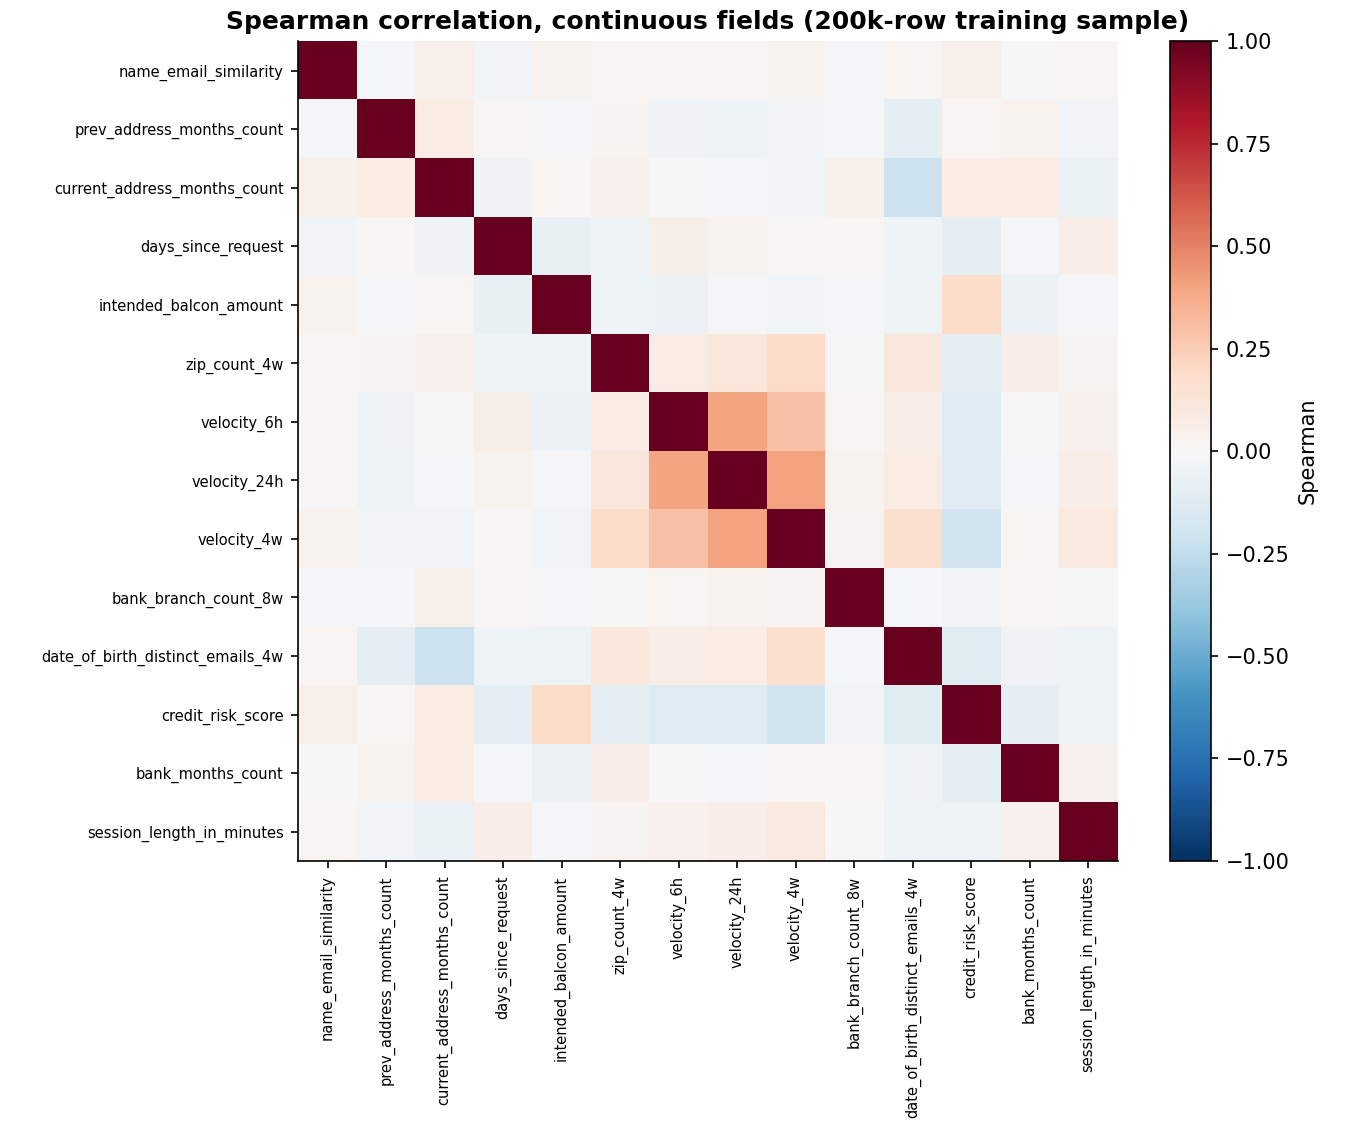 Spearman correlation, continuous fields (200k-row training sample)
name_email_similarity
prev_address_months_count
current_address_months_count
days_since_request
intended_balcon_amount
zip_count_4w
velocity_6h
velocity_24h
velocity_4w
bank_branch_count_8w
date_of_birth_distinct_emails_4w
credit_risk_score
bank_months_count
session_length_in_minutes
name_email_similarity
prev_address_months_count
current_address_months_count
days_since_request
intended_balcon_amount
zip_count_4w
velocity_6h
velocity_24h
velocity_4w
bank_branch_count_8w
date_of_birth_distinct_emails_4w
credit_risk_score
bank_months_count
session_length_in_minutes
1.00
0.75
0.50
0.25
0.00
−0.25
−0.50
−0.75
−1.00
Spearman